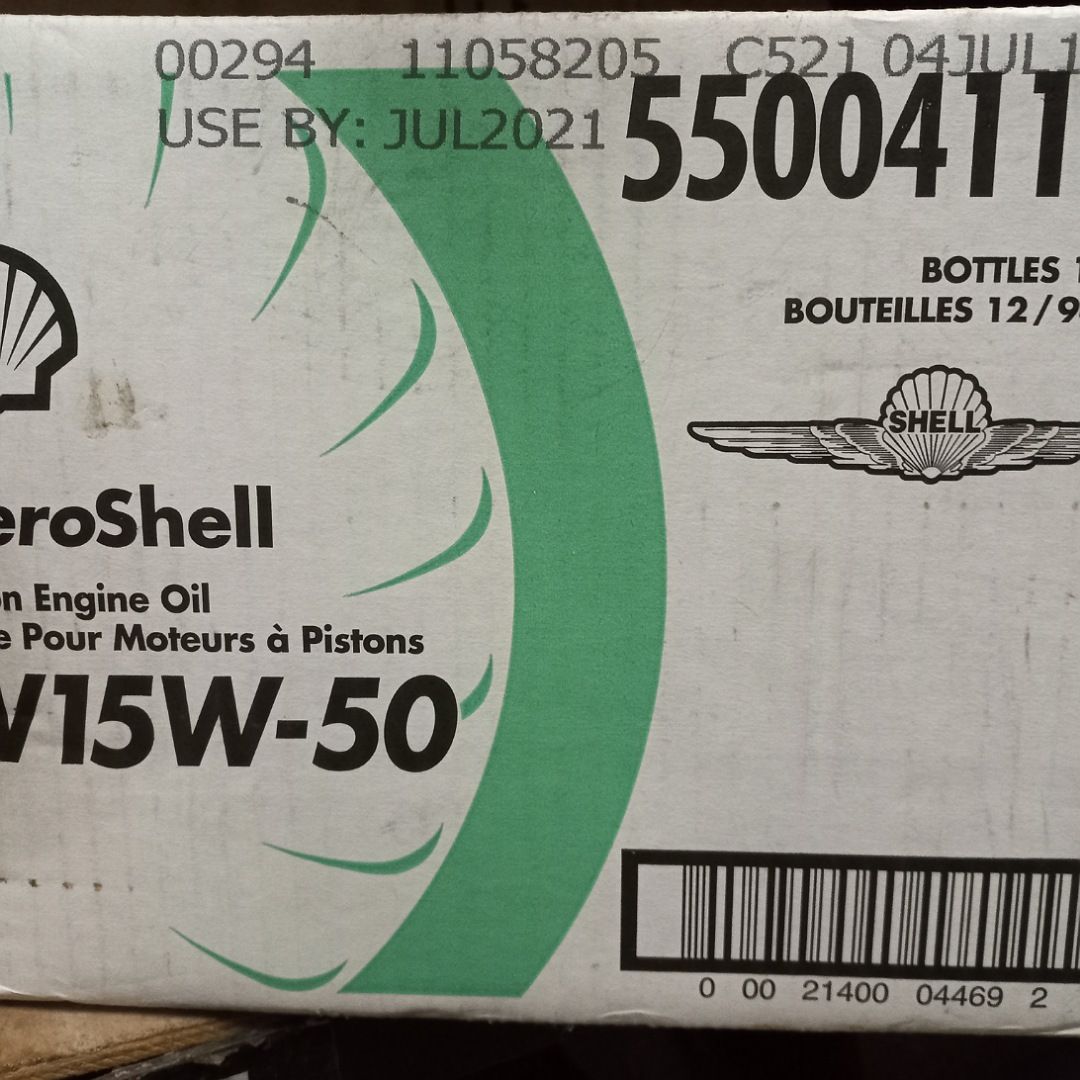 00294 11058205 C521 04JUL1
USE BY: JUL2021
5500411
BOTTLES 1
BOUTEILLES 12/9
SHELL
eroShell
on Engine Oil
e Pour Moteurs à Pistons
W15W-50
0 00 21400 04469 2